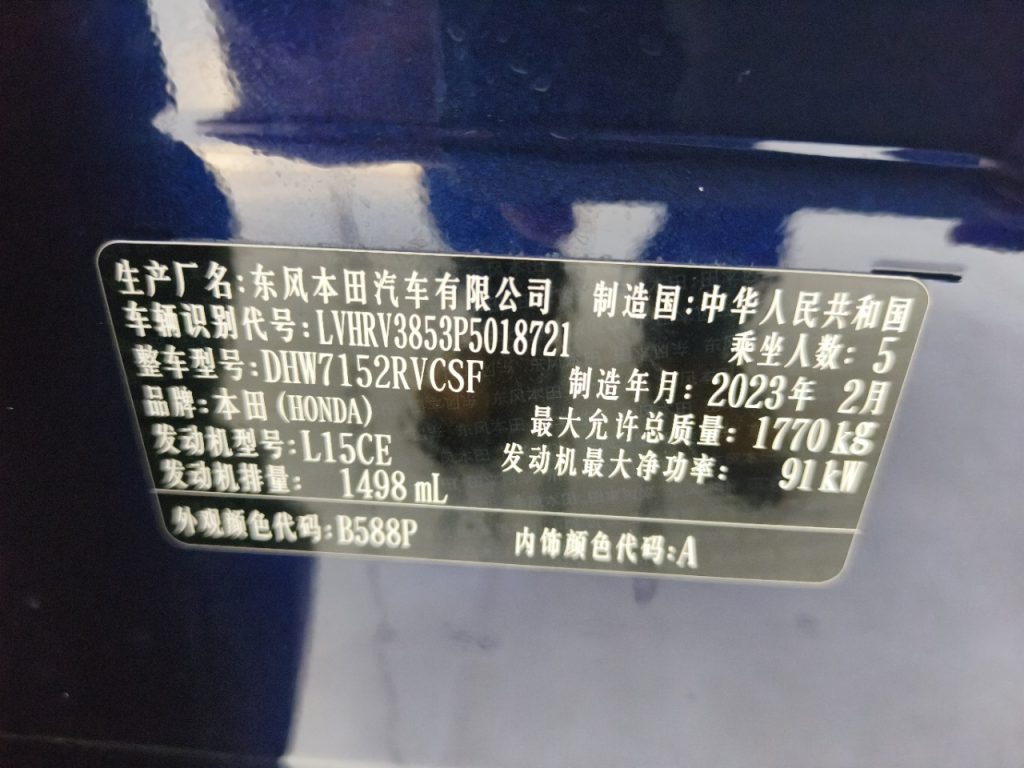 生产厂名:东风本田汽车有限公司 制造国:中华人民共和国
车辆识别代号:LVHRV3853P5018721 乘坐人数: 5
整车型号:DHW7152RVCSF 制造年月: 2023年 2月
品牌:本田(HONDA) 最大允许总质量: 1770kg
发动机型号:L15CE 发动机最大净功率: 91kW
发动机排量: 1498 mL
外观颜色代码:B588P 内饰颜色代码:A